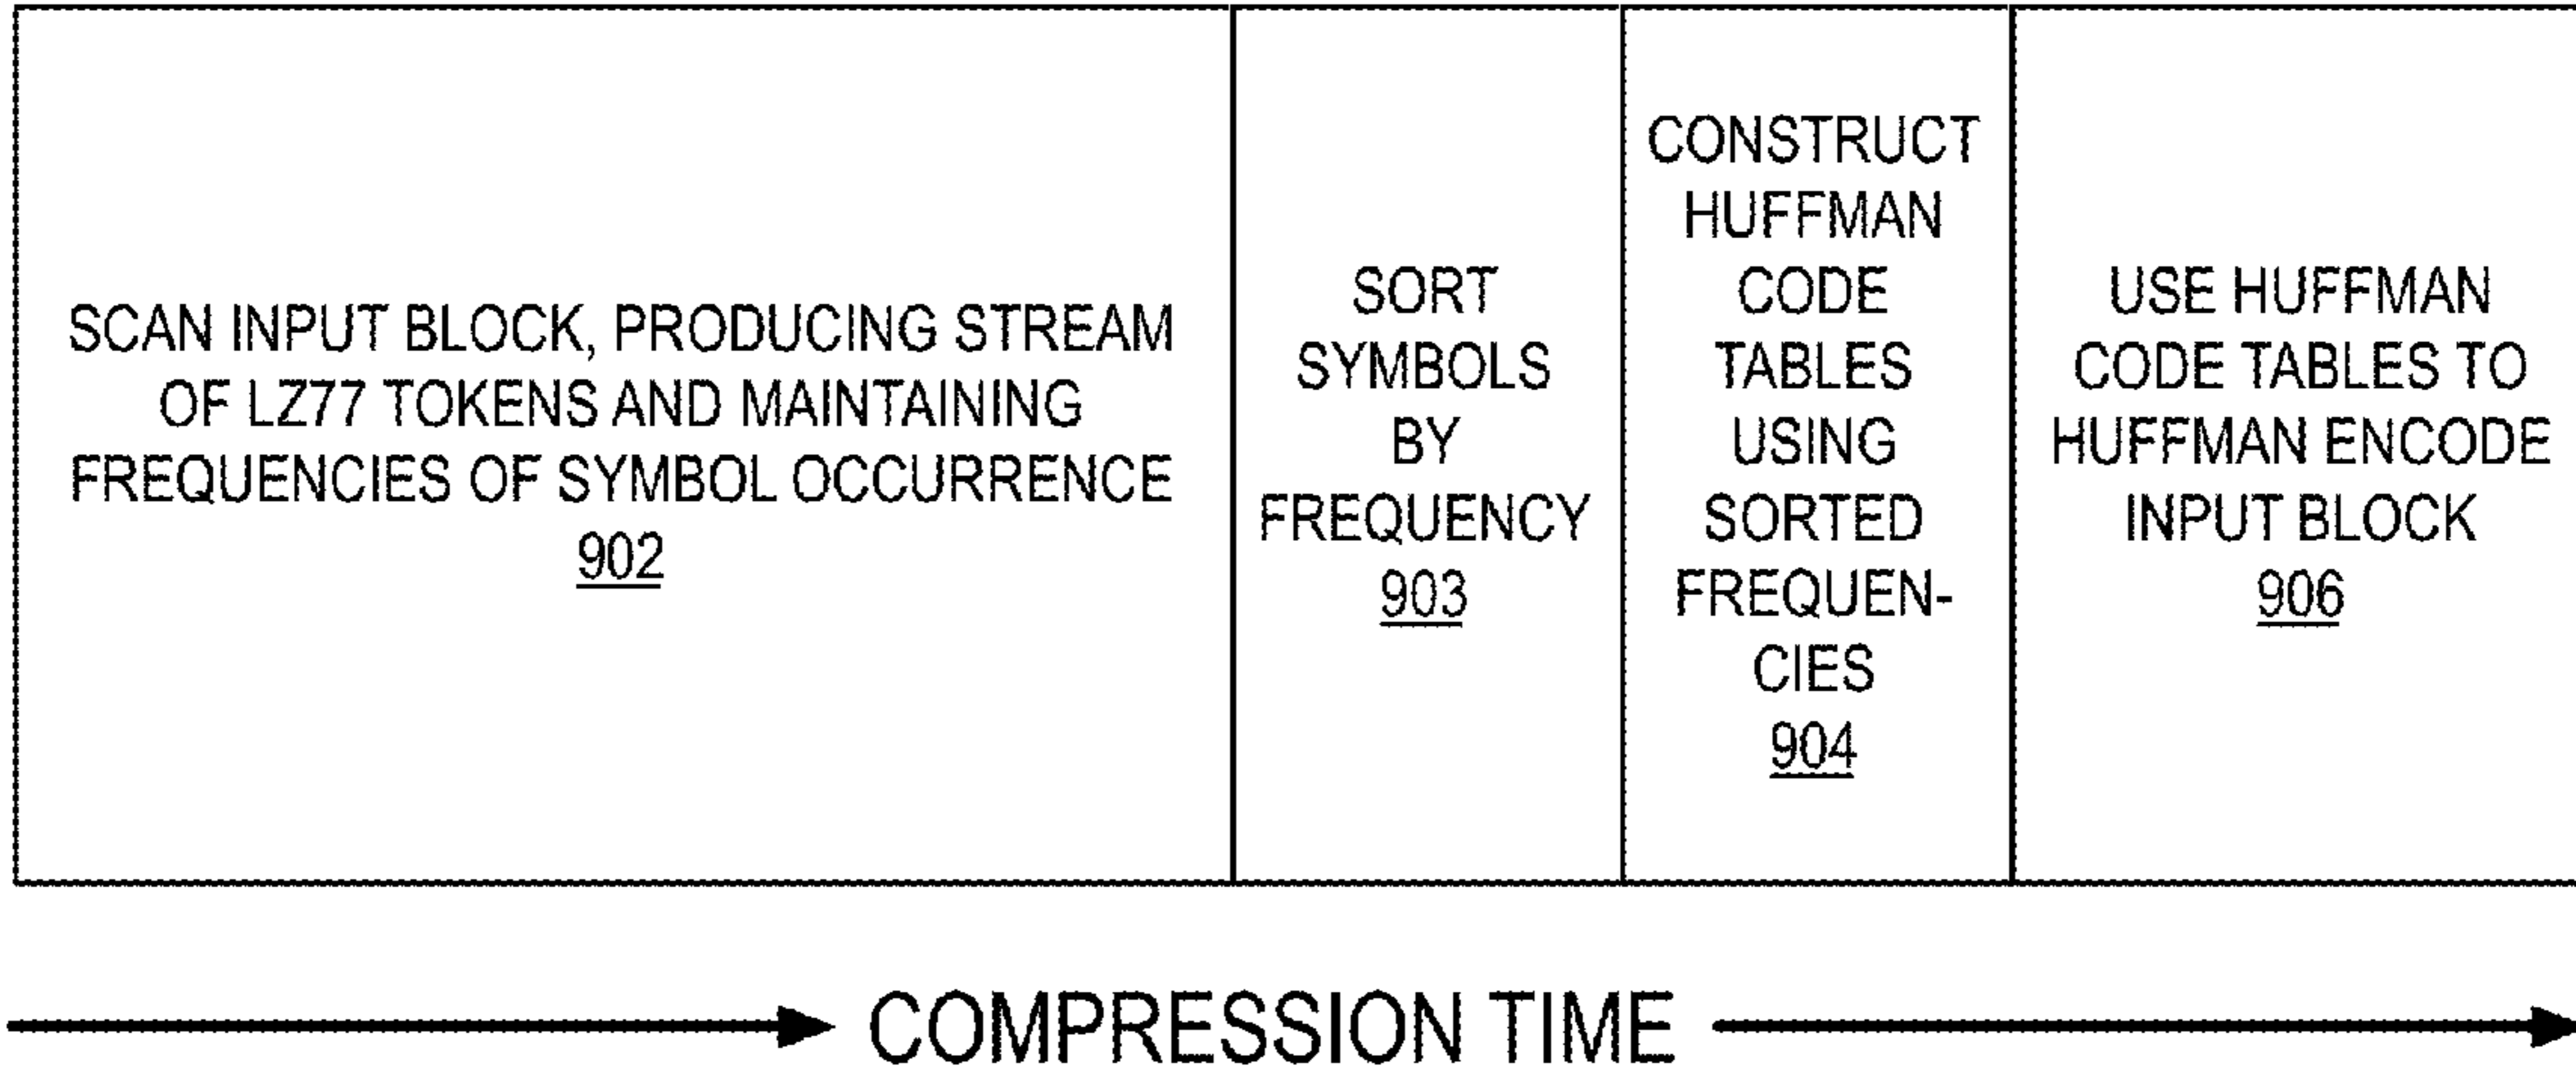 SCAN INPUT BLOCK, PRODUCING STREAM
OF LZ77 TOKENS AND MAINTAINING
FREQUENCIES OF SYMBOL OCCURRENCE
902
SORT
SYMBOLS
BY
FREQUENCY
903
CONSTRUCT
HUFFMAN
CODE
TABLES
USING
SORTED
FREQUEN-
CIES
904
USE HUFFMAN
CODE TABLES TO
HUFFMAN ENCODE
INPUT BLOCK
906
COMPRESSION TIME